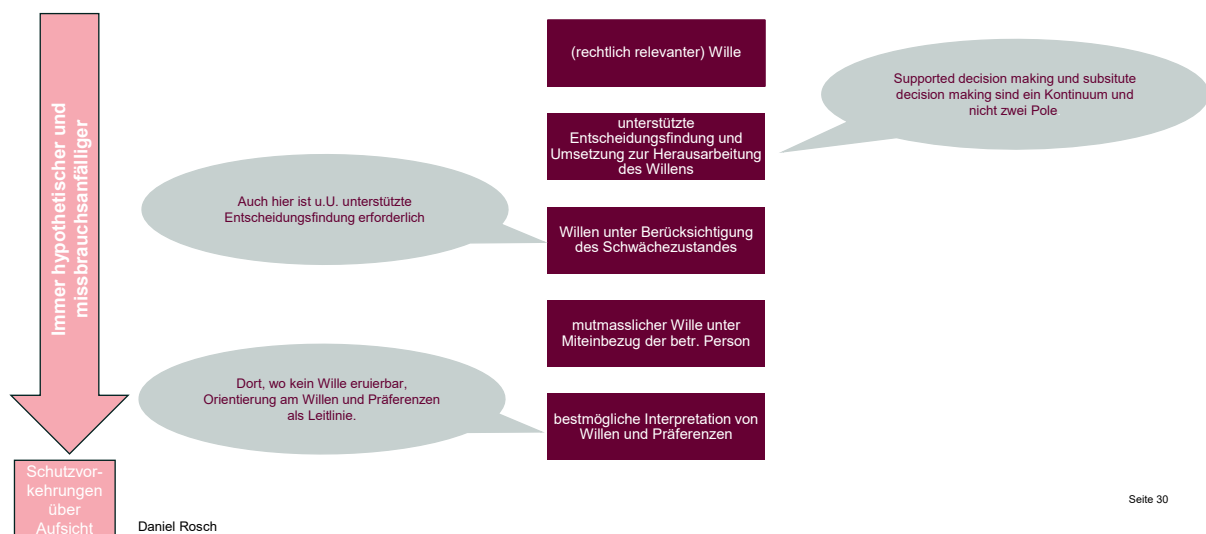 (rechtlich relevanter) Wille
Supported decision making und subsitute
decision making sind ein Kontinuum und
nicht zwei Pole
unterstützte
Entscheidungsfindung und
Umsetzung zur Herausarbeitung
des Willens
Immer hypothetischer und
missbrauchsanfälliger
Auch hier ist u.U. unterstützte
Entscheidungsfindung erforderlich
Willen unter Berücksichtigung
des Schwächezustandes
mutmasslicher Wille unter
Miteinbezug der betr. Person
Dort, wo kein Wille eruierbar,
Orientierung am Willen und Präferenzen
als Leitlinie.
bestmögliche Interpretation von
Willen und Präferenzen
Schutzvor-
kehrungen
über
Aufsicht
Daniel Rosch
Seite 30